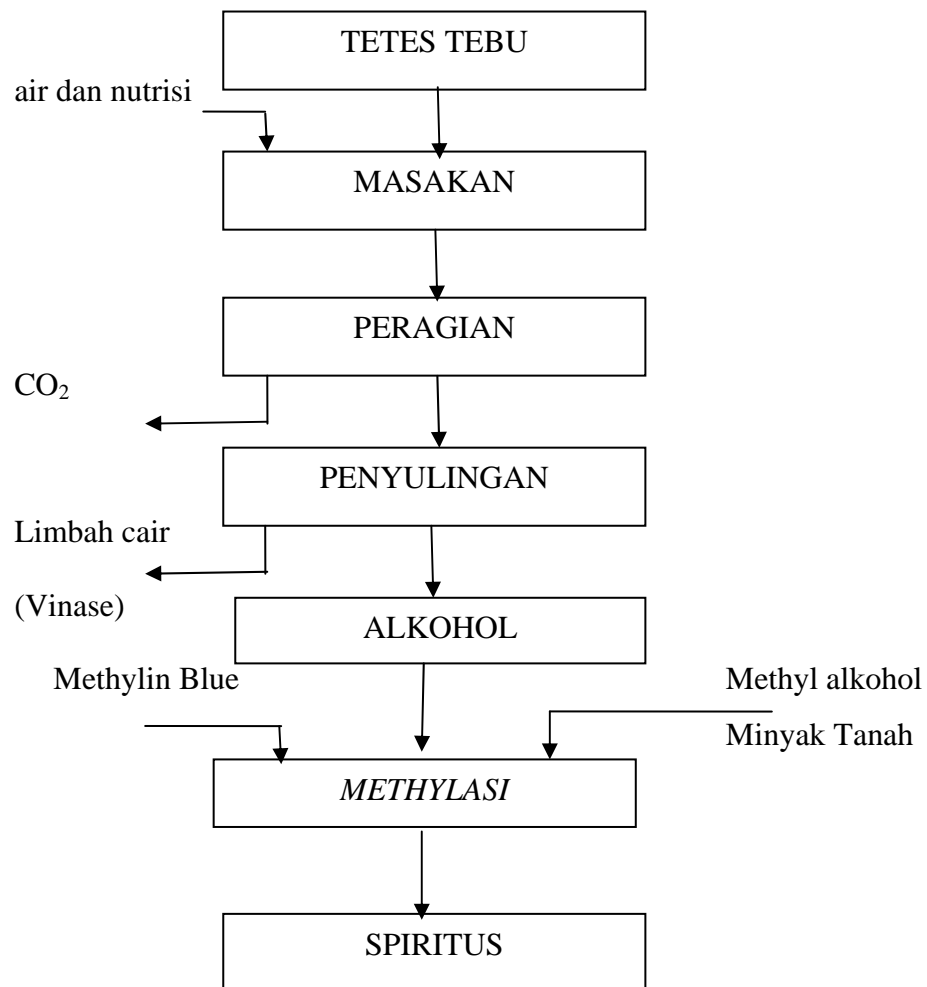 TETES TEBU
air dan nutrisi
MASAKAN
PERAGIAN
CO₂
PENYULINGAN
Limbah cair
(Vinase)
ALKOHOL
Methylin Blue
Methyl alkohol
Minyak Tanah
METHYLASI
SPIRITUS